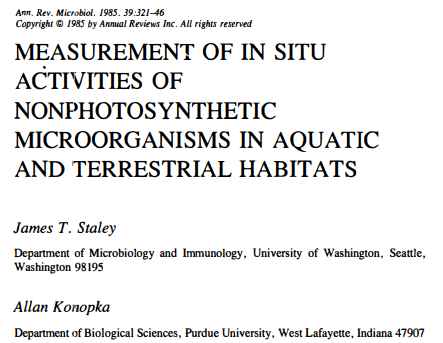 Ann. Rev. Microbiol. 1985. 39:321–46
Copyright © 1985 by Annual Reviews Inc. All rights reserved
MEASUREMENT OF IN SITU
ACTIVITIES OF
NONPHOTOSYNTHETIC
MICROORGANISMS IN AQUATIC
AND TERRESTRIAL HABITATS
James T. Staley
Department of Microbiology and Immunology, University of Washington, Seattle,
Washington 98195
Allan Konopka
Department of Biological Sciences, Purdue University, West Lafayette, Indiana 47907